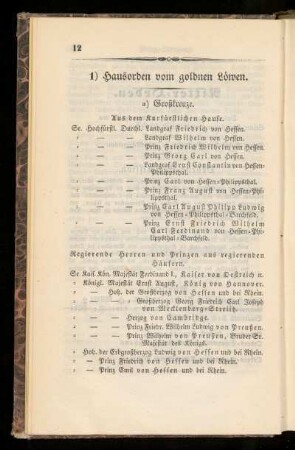 12
1) Hausorden vom goldnen Löwen.
a) Großkreuze.
Aus dem Kurfürstlichen Hause.
Se. Hochfürstl. Durchl. Landgraf Friedrich von Hessen.
„ — — Landgraf Wilhelm von Hessen.
„ — — Prinz Friedrich Wilhelm von Hessen.
„ — — Prinz Georg Carl von Hessen.
„ — — Landgraf Ernst Constantin von Hessen-
Philippsthal.
„ — — Prinz Carl von Hessen-Philippsthal.
„ — — Prinz Franz August von Hessen-Phi-
lippsthal.
„ — — Prinz Carl August Philipp Ludwig
von Hessen-Philippsthal-Barchfeld.
„ — — Prinz Ernst Friedrich Wilhelm
Carl Ferdinand von Hessen-Phi-
lippsthal-Barchfeld.
Regierende Herren und Prinzen aus regierenden
Häusern.
Se. Kais. Kön. Majestät Ferdinand I., Kaiser von Östreich
„ Königl. Majestät Ernst August, König von Hannover.
„ — Hoh. der Großherzog von Hessen und bei Rhein.
„ — — Großherzog Georg Friedrich Carl Joseph
von Mecklenburg-Strelitz.
„ — — Herzog von Cambridge.
„ — — Prinz Friedr. Wilhelm Ludwig von Preußen.
„ — — Prinz Wilhelm von Preußen, Bruder Sr.
Majestät des Königs.
„ Hoh. der Erbgroßherzog Ludwig von Hessen und bei Rhein.
„ — Prinz Friedrich von Hessen und bei Rhein.
„ — Prinz Emil von Hessen und bei Rhein.